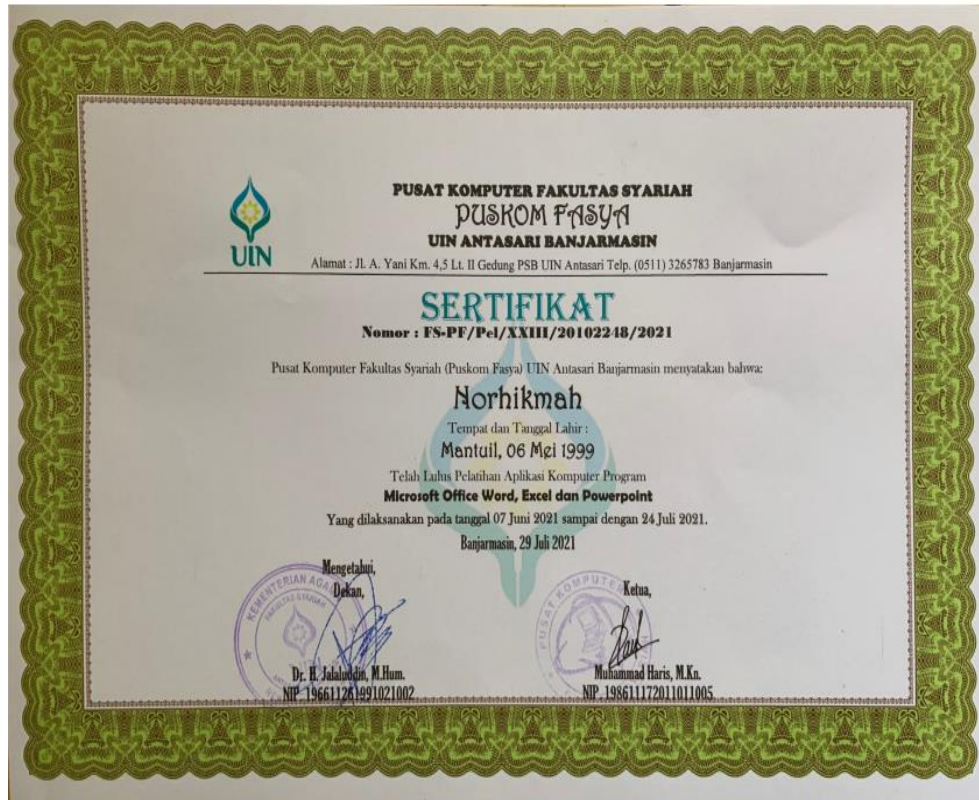 PUSAT KOMPUTER FAKULTAS SYARIAH
PUSKOM FASYA
UIN ANTASARI BANJARMASIN
UIN
Alamat : Jl. A. Yani Km. 4,5 Lt. II Gedung PSB UIN Antasari Telp. (0511) 3265783 Banjarmasin
SERTIFIKAT
Nomor : FS-PF/Pel/XXIII/20102248/2021
Pusat Komputer Fakultas Syariah (Puskom Fasya) UIN Antasari Banjarmasin menyatakan bahwa:
Norhikmah
Tempat dan Tanggal Lahir :
Mantuil, 06 Mei 1999
Telah Lulus Pelatihan Aplikasi Komputer Program
Microsoft Office Word, Excel dan Powerpoint
Yang dilaksanakan pada tanggal 07 Juni 2021 sampai dengan 24 Juli 2021.
Banjarmasin, 29 Juli 2021
Mengetahui,
Dekan,
KEMENTERIAN
FAKULTAS SYARIAH
Dr. H. Jalaluddin, M.Hum.
NIP. 196611261991021002
Ketua,
PUSAT KOMPUTER
Muhammad Haris, M.Kn.
NIP. 198611172011011005